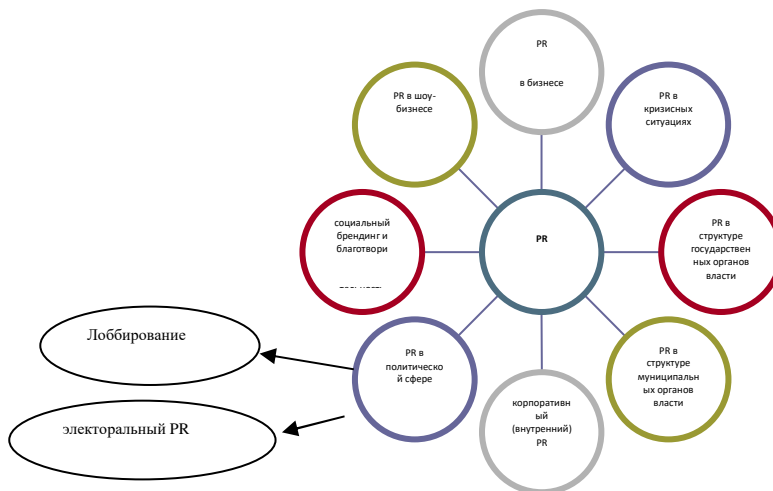 PR
в бизнесе
PR в шоу-
бизнесе
PR в
кризисных
ситуациях
социальный
брендинг и
благотвори
PR
PR в
структуре
государствен
ных органов
власти
Лоббирование
PR в
политическо
й сфере
PR в
структуре
муниципальн
ых органов
власти
электоральный PR
корпоративн
ый
(внутренний)
PR